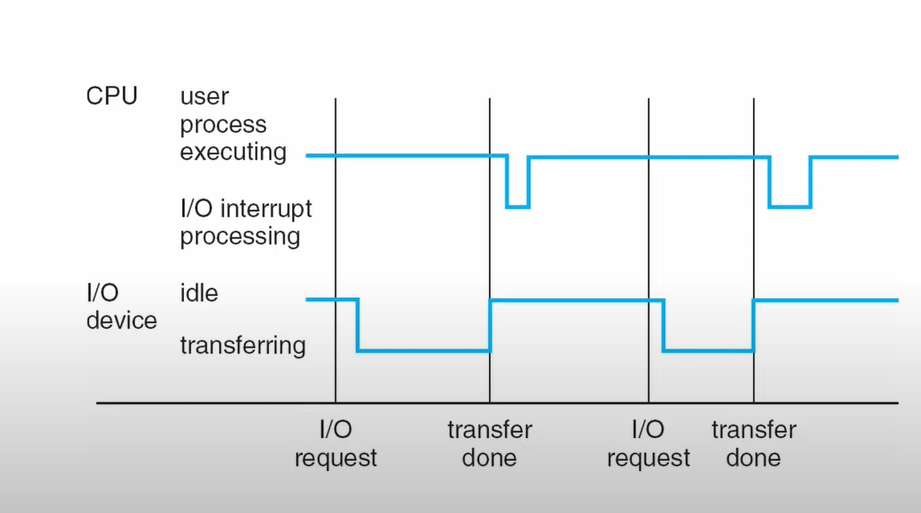 CPU
user
process
executing
I/O interrupt
processing
I/O
device
idle
transferring
I/O
request
transfer
done
I/O
request
transfer
done